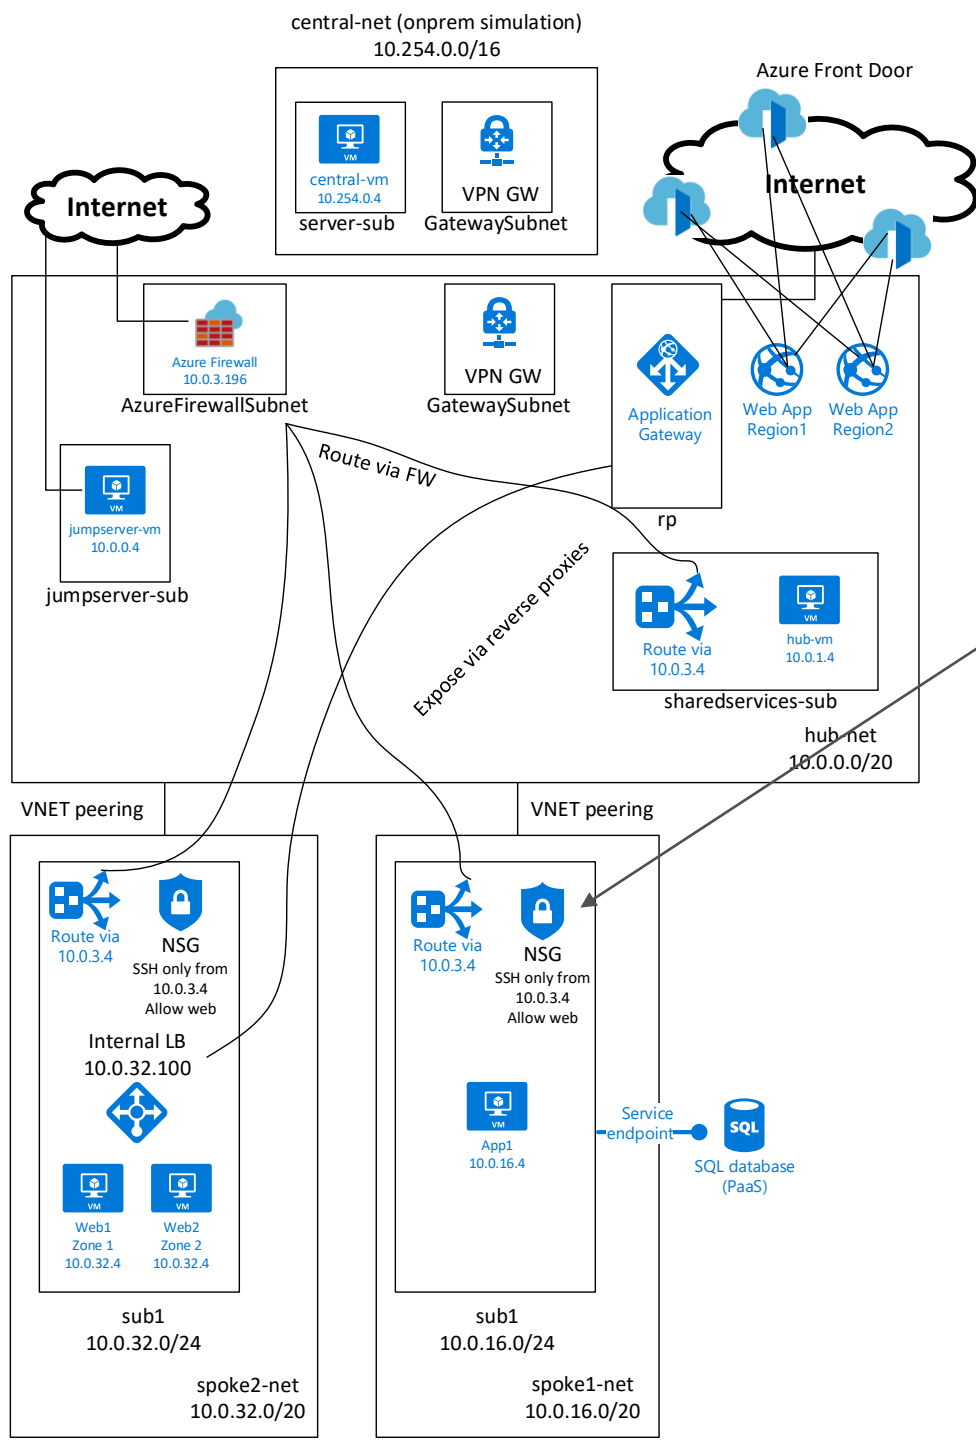 central-net (onprem simulation)
10.254.0.0/16
Azure Front Door
VM
central-vm
10.254.0.4
server-sub
VPN GW
GatewaySubnet
Internet
Internet
Azure Firewall
10.0.3.196
AzureFirewallSubnet
VPN GW
GatewaySubnet
Application
Gateway
rp
Web App
Region1
Web App
Region2
Route via FW
VM
jumpserver-vm
10.0.0.4
jumpserver-sub
Expose via reverse proxies
Route via
10.0.3.4
VM
hub-vm
10.0.1.4
sharedservices-sub
hub-net
10.0.0.0/20
VNET peering
VNET peering
Route via
10.0.3.4
NSG
SSH only from
10.0.3.4
Allow web
Internal LB
10.0.32.100
VM
Web1
Zone 1
10.0.32.4
VM
Web2
Zone 2
10.0.32.4
sub1
10.0.32.0/24
spoke2-net
10.0.32.0/20
Route via
10.0.3.4
NSG
SSH only from
10.0.3.4
Allow web
VM
App1
10.0.16.4
Service
endpoint
SQL
SQL database
(PaaS)
sub1
10.0.16.0/24
spoke1-net
10.0.16.0/20